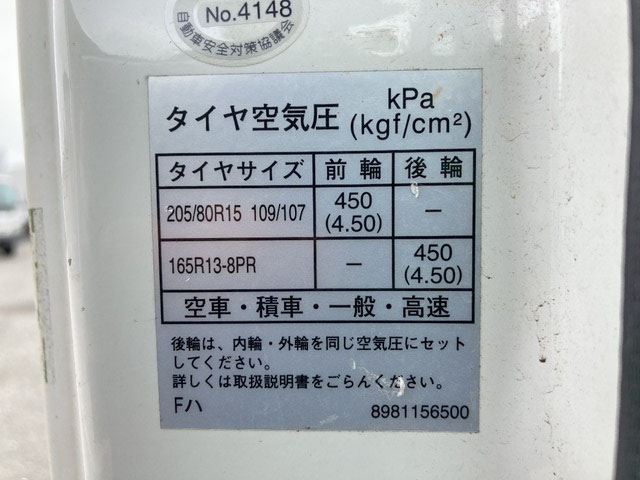 No.4148
自動車安全対策協議会
タイヤ空気圧 kPa (kgf/cm²)
タイヤサイズ 前輪 後輪
205/80R15 109/107 450 (4.50) －
165R13-8PR － 450 (4.50)
空車・積車・一般・高速
後輪は、内輪・外輪を同じ空気圧にセット
してください。
詳しくは取扱説明書をごらんください。
Fハ 8981156500